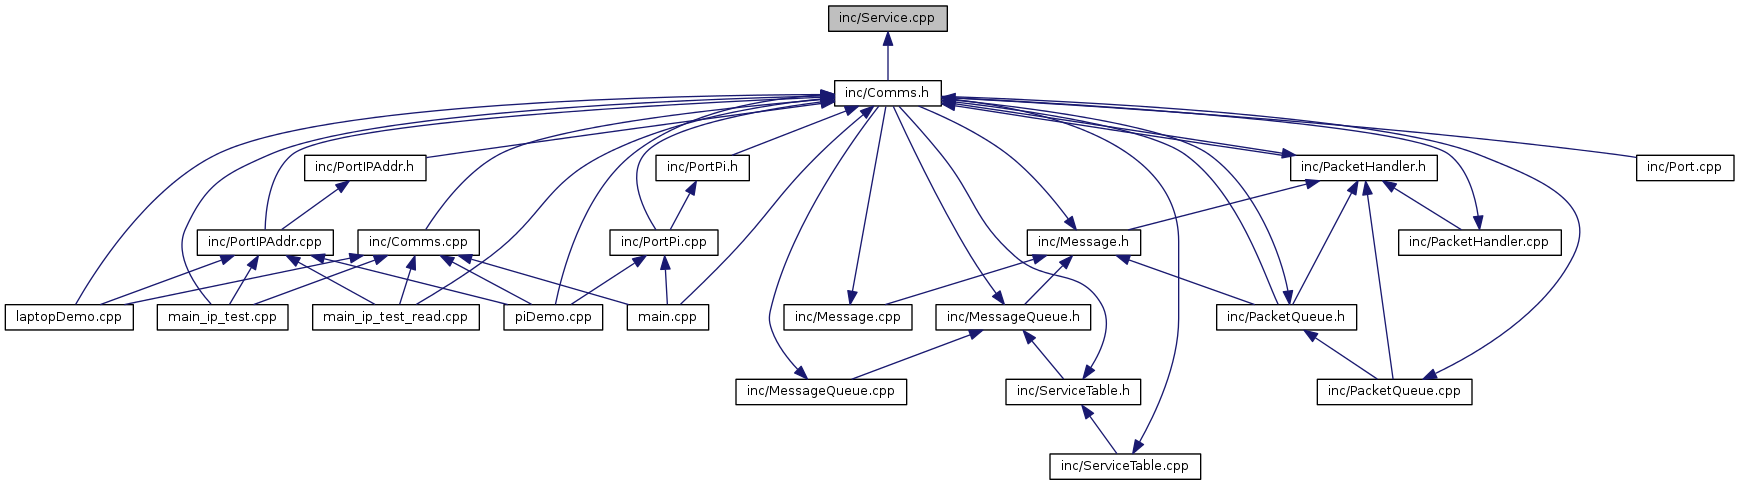 inc/Service.cpp
inc/Comms.h
inc/PortIPAddr.h
inc/PortPi.h
inc/PacketHandler.h
inc/Port.cpp
inc/PortIPAddr.cpp
inc/Comms.cpp
inc/PortPi.cpp
inc/Message.h
inc/PacketHandler.cpp
laptopDemo.cpp
main_ip_test.cpp
main_ip_test_read.cpp
piDemo.cpp
main.cpp
inc/Message.cpp
inc/MessageQueue.h
inc/PacketQueue.h
inc/MessageQueue.cpp
inc/ServiceTable.h
inc/PacketQueue.cpp
inc/ServiceTable.cpp